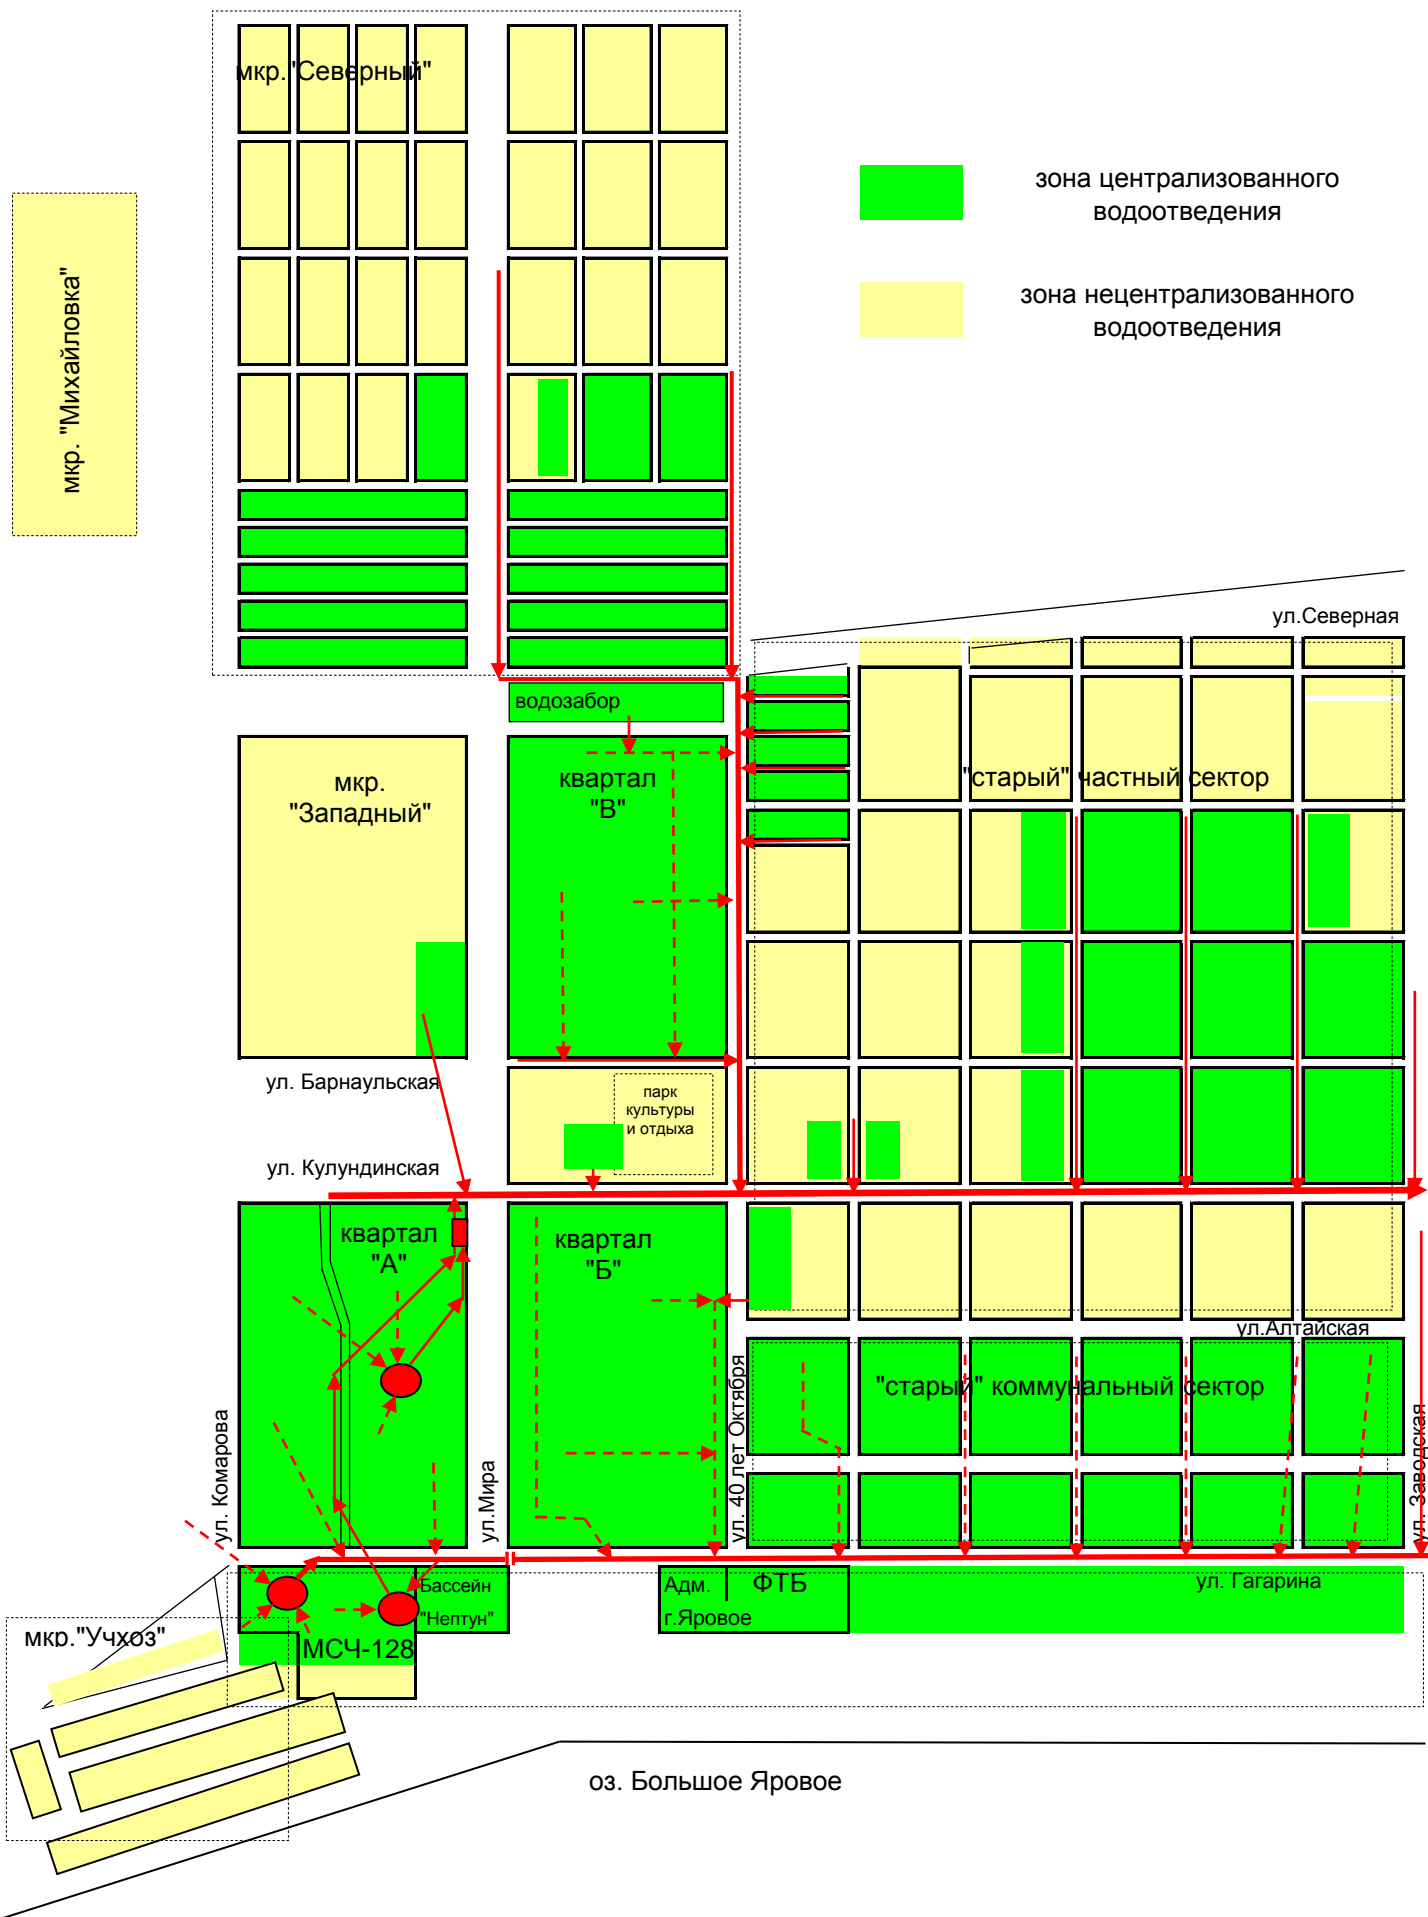 мкр."Северный"
зона централизованного
водоотведения
мкр. "Михайловка"
зона нецентрализованного
водоотведения
ул.Северная
водозабор
мкр.
"Западный"
квартал
"В"
"старый" частный сектор
ул. Барнаульская
парк
культуры
и отдыха
ул. Кулундинская
квартал
"А"
квартал
"Б"
ул.Алтайская
"старый" коммунальный сектор
ул. Комарова
ул.Мира
ул. 40 лет Октября
ул. Заводская
Бассейн
"Нептун"
Адм.
г.Яровое
ФТБ
ул. Гагарина
мкр."Учхоз"
МСЧ-128
оз. Большое Яровое